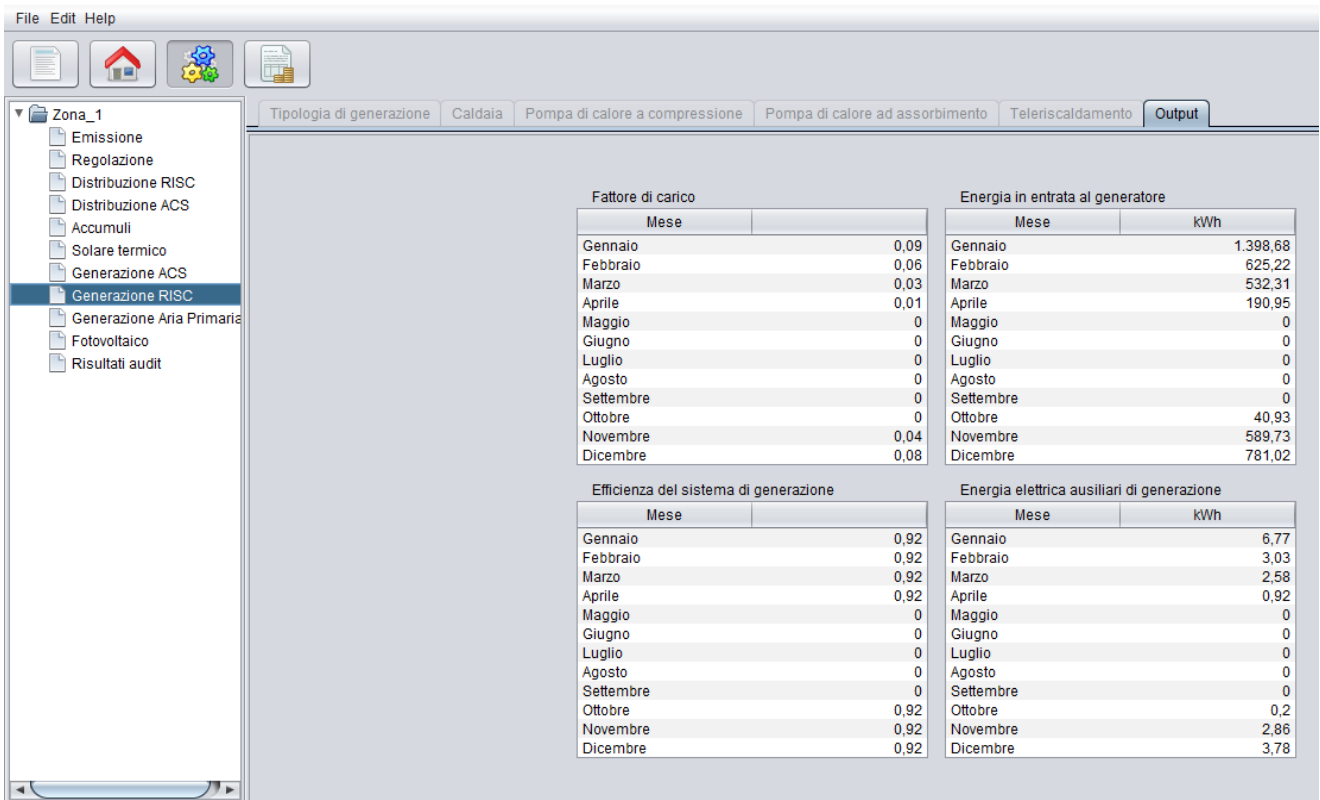 File Edit Help
Zona_1
Emissione
Regolazione
Distribuzione RISC
Distribuzione ACS
Accumuli
Solare termico
Generazione ACS
Generazione RISC
Generazione Aria Primaria
Fotovoltaico
Risultati audit
Tipologia di generazione Caldaia Pompa di calore a compressione Pompa di calore ad assorbimento Teleriscaldamento Output
Fattore di carico
Mese
Gennaio 0,09
Febbraio 0,06
Marzo 0,03
Aprile 0,01
Maggio 0
Giugno 0
Luglio 0
Agosto 0
Settembre 0
Ottobre 0
Novembre 0,04
Dicembre 0,08
Energia in entrata al generatore
Mese kWh
Gennaio 1.398,68
Febbraio 625,22
Marzo 532,31
Aprile 190,95
Maggio 0
Giugno 0
Luglio 0
Agosto 0
Settembre 0
Ottobre 40,93
Novembre 589,73
Dicembre 781,02
Efficienza del sistema di generazione
Mese
Gennaio 0,92
Febbraio 0,92
Marzo 0,92
Aprile 0,92
Maggio 0
Giugno 0
Luglio 0
Agosto 0
Settembre 0
Ottobre 0,92
Novembre 0,92
Dicembre 0,92
Energia elettrica ausiliari di generazione
Mese kWh
Gennaio 6,77
Febbraio 3,03
Marzo 2,58
Aprile 0,92
Maggio 0
Giugno 0
Luglio 0
Agosto 0
Settembre 0
Ottobre 0,2
Novembre 2,86
Dicembre 3,78